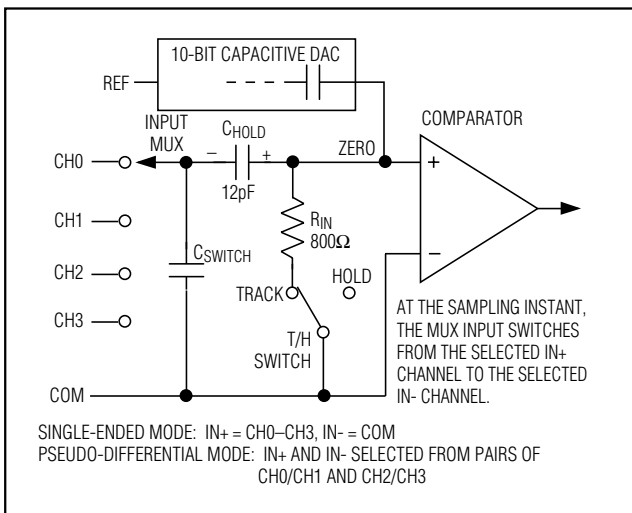 10-BIT CAPACITIVE DAC
REF
COMPARATOR
INPUT
MUX
CHOLD
ZERO
– +
+
CH0
12pF
RIN
800Ω
CH1
CSWITCH
–
HOLD
CH2
TRACK
AT THE SAMPLING INSTANT,
THE MUX INPUT SWITCHES
FROM THE SELECTED IN+
CHANNEL TO THE SELECTED
IN- CHANNEL.
CH3
T/H
SWITCH
COM
SINGLE-ENDED MODE: IN+ = CH0–CH3, IN- = COM
PSEUDO-DIFFERENTIAL MODE: IN+ AND IN- SELECTED FROM PAIRS OF
CH0/CH1 AND CH2/CH3